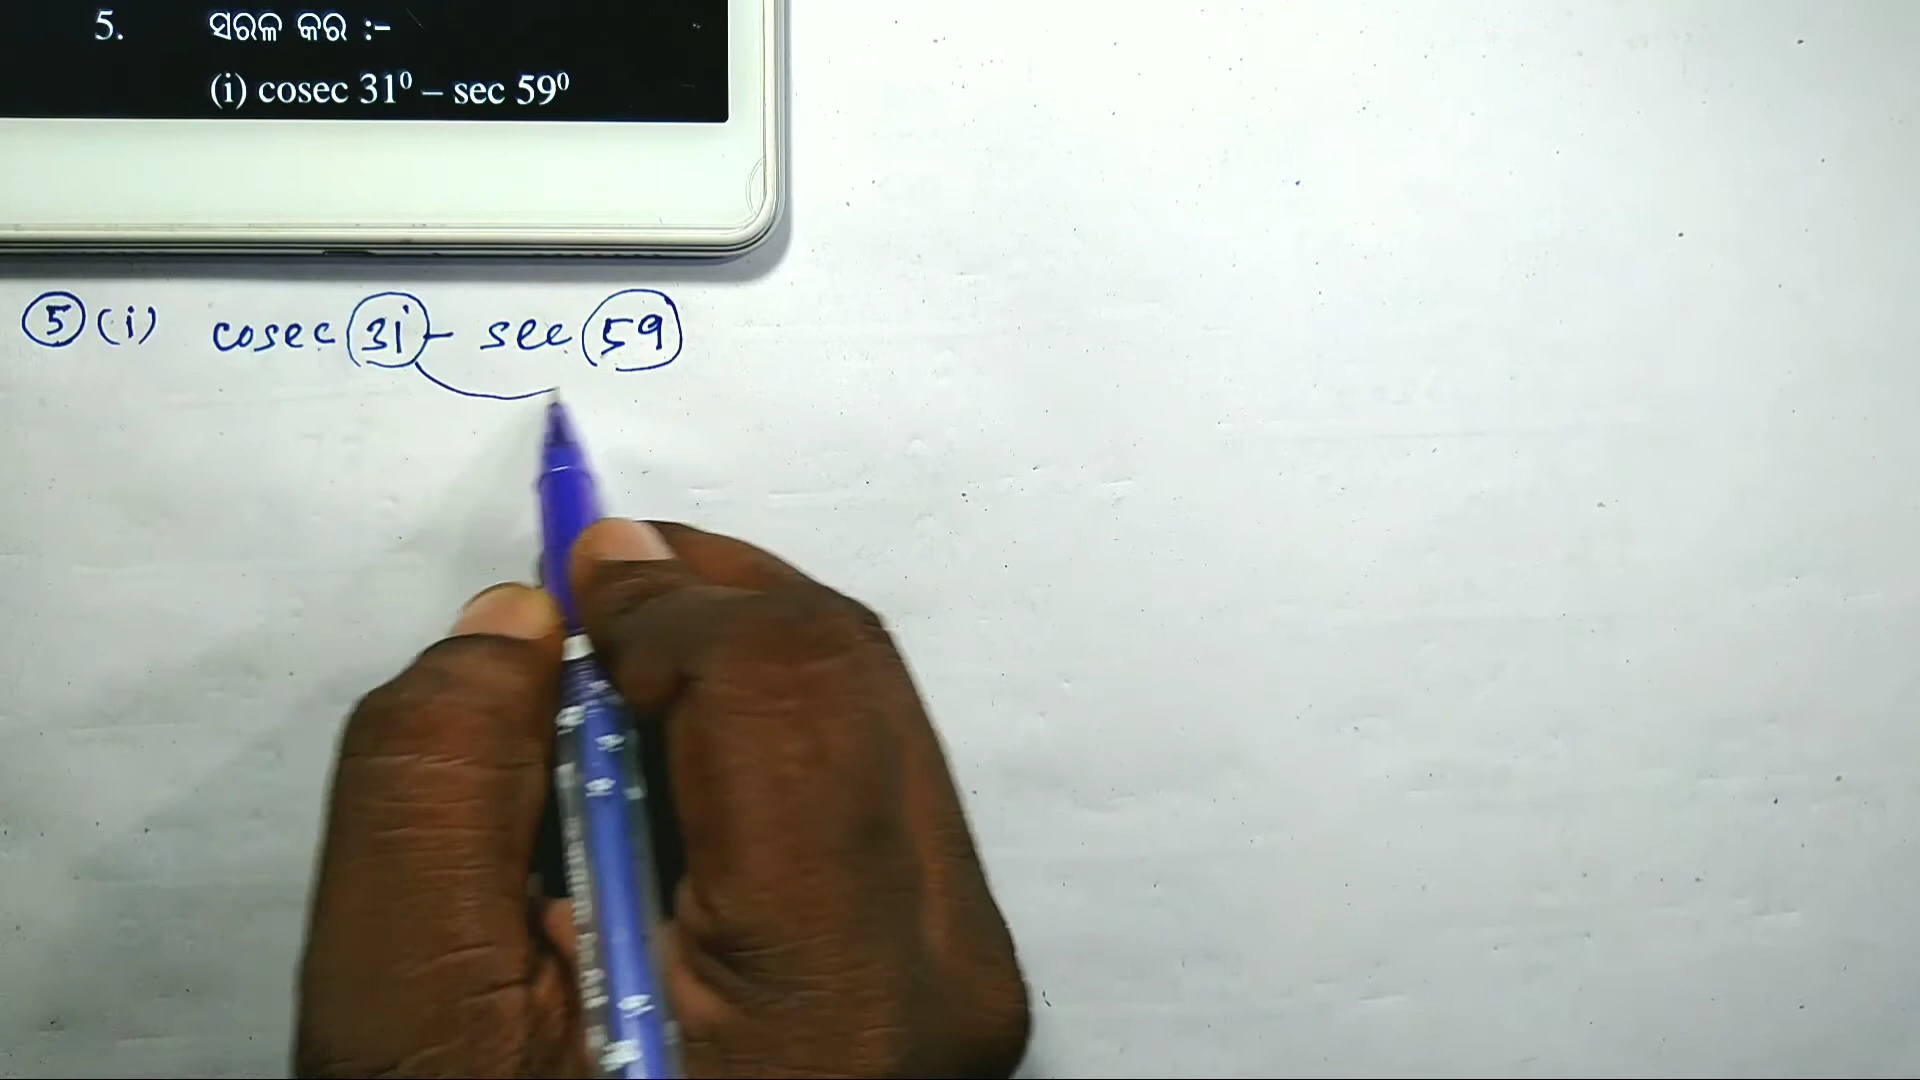 5. ସରଳ କର :–
(i) cosec 31⁰ – sec 59⁰
5 (i) cosec 31 – sec 59